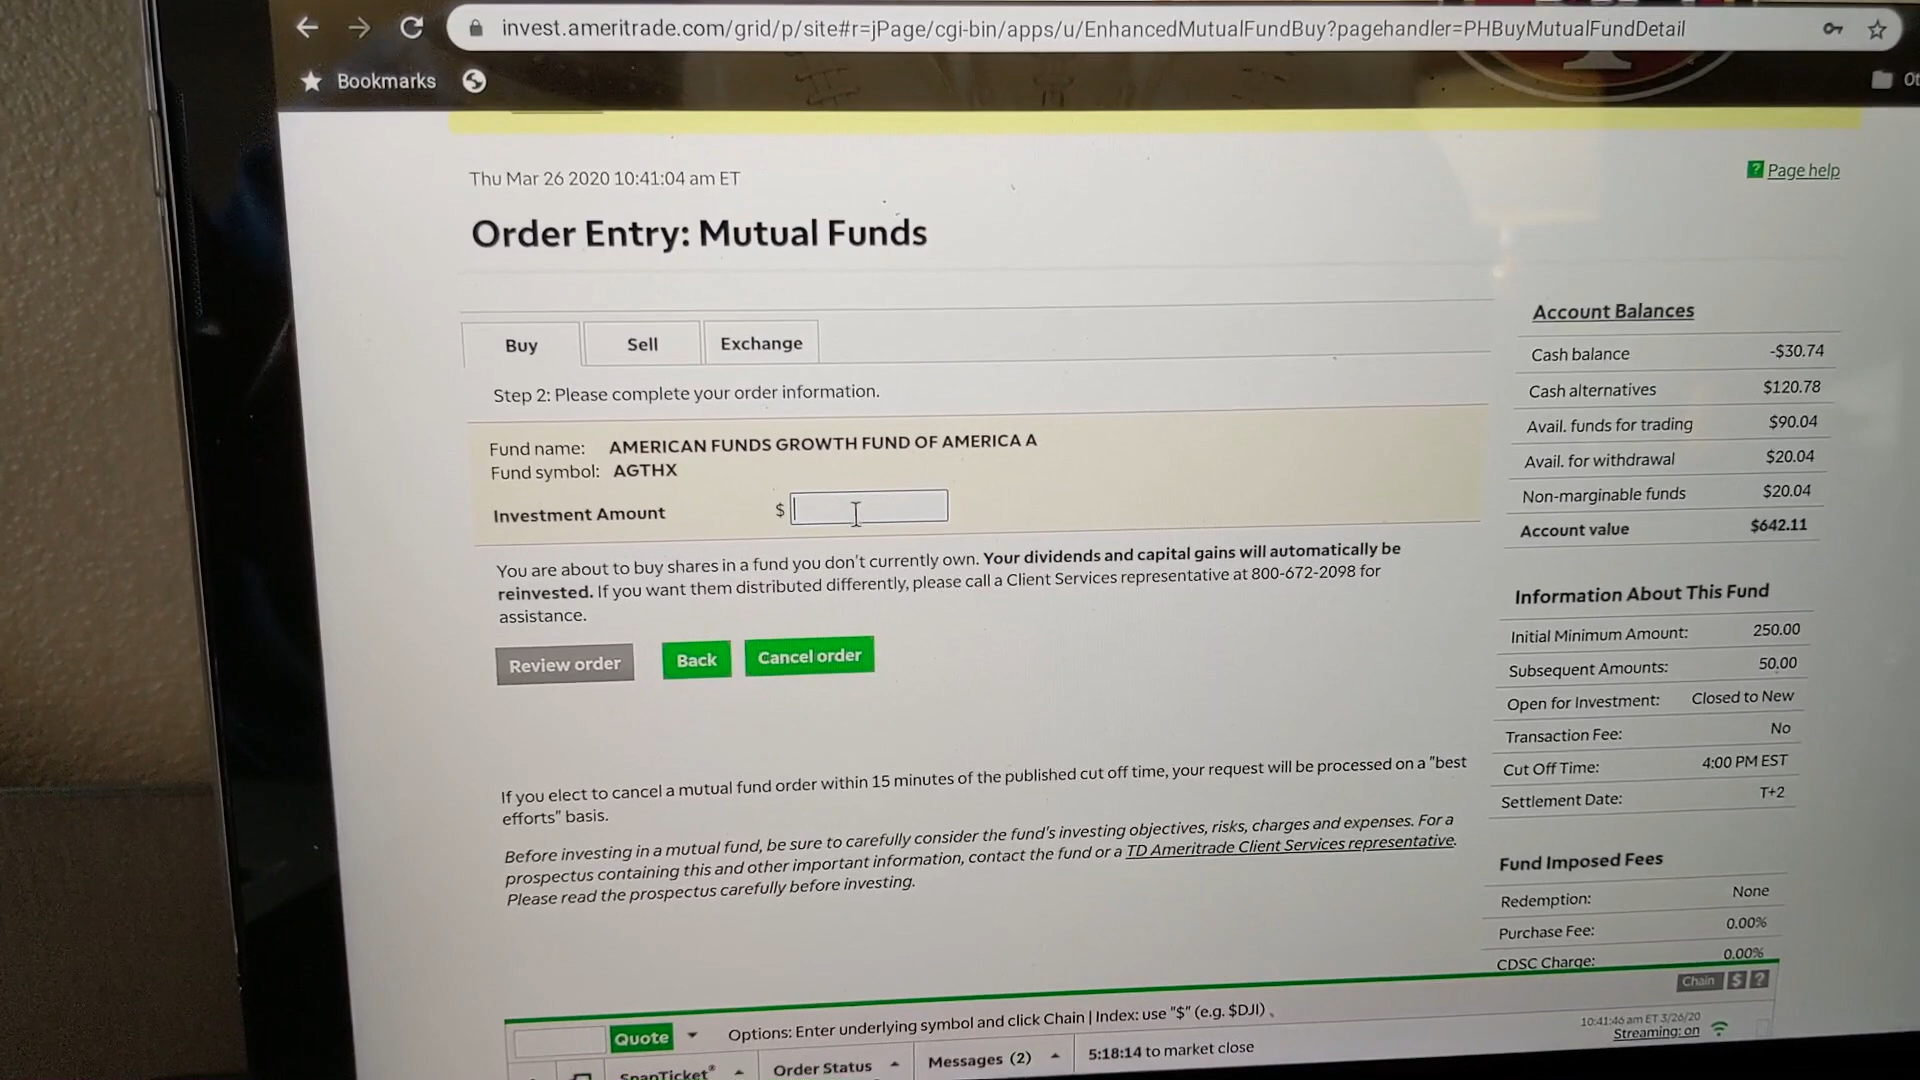 invest.ameritrade.com/grid/p/site#r=jPage/cgi-bin/apps/u/EnhancedMutualFundBuy?pagehandler=PHBuyMutualFundDetail
Bookmarks
Thu Mar 26 2020 10:41:04 am ET
? Page help
Order Entry: Mutual Funds
Buy Sell Exchange
Step 2: Please complete your order information.
Fund name: AMERICAN FUNDS GROWTH FUND OF AMERICA A
Fund symbol: AGTHX
Investment Amount $
You are about to buy shares in a fund you don't currently own. Your dividends and capital gains will automatically be
reinvested. If you want them distributed differently, please call a Client Services representative at 800-672-2098 for
assistance.
Review order Back Cancel order
If you elect to cancel a mutual fund order within 15 minutes of the published cut off time, your request will be processed on a "best
efforts" basis.
Before investing in a mutual fund, be sure to carefully consider the fund's investing objectives, risks, charges and expenses. For a
prospectus containing this and other important information, contact the fund or a TD Ameritrade Client Services representative.
Please read the prospectus carefully before investing.
Account Balances
Cash balance -$30.74
Cash alternatives $120.78
Avail. funds for trading $90.04
Avail. for withdrawal $20.04
Non-marginable funds $20.04
Account value $642.11
Information About This Fund
Initial Minimum Amount: 250.00
Subsequent Amounts: 50.00
Open for Investment: Closed to New
Transaction Fee: No
Cut Off Time: 4:00 PM EST
Settlement Date: T+2
Fund Imposed Fees
Redemption: None
Purchase Fee: 0.00%
CDSC Charge: 0.00%
Chain $ ?
Quote Options: Enter underlying symbol and click Chain | Index: use "$" (e.g. $DJI)
10:41:46 am ET 3/26/20
Streaming: on
SnapTicket® Order Status Messages (2) 5:18:14 to market close